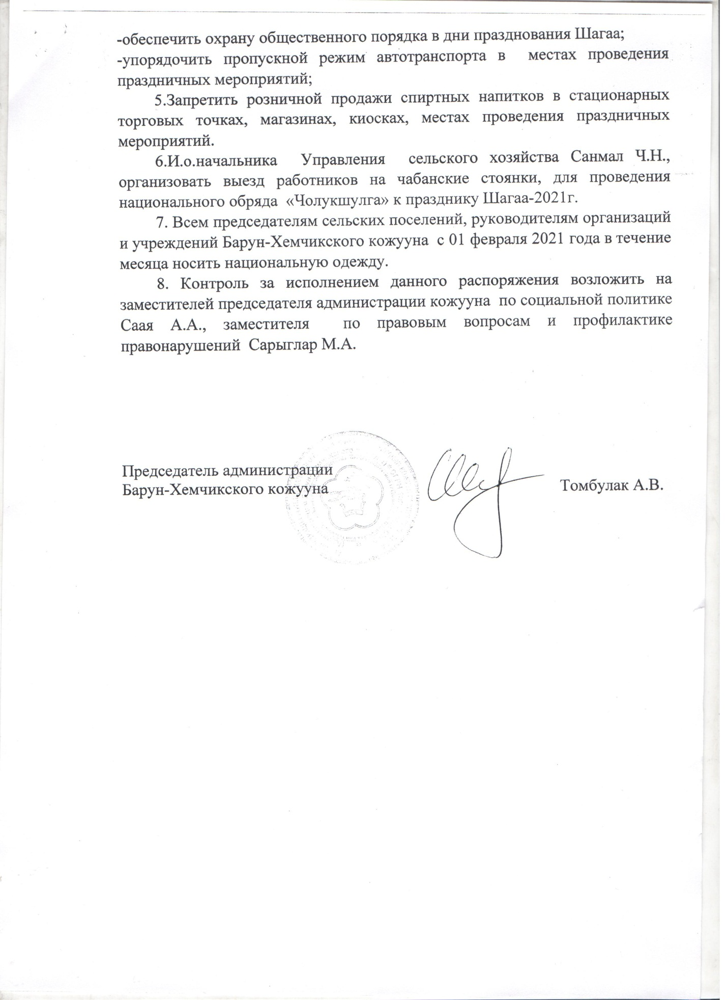 -обеспечить охрану общественного порядка в дни празднования Шагаа;
-упорядочить пропускной режим автотранспорта в местах проведения
праздничных мероприятий;
5.Запретить розничной продажи спиртных напитков в стационарных
торговых точках, магазинах, киосках, местах проведения праздничных
мероприятий.
6.И.о.начальника Управления сельского хозяйства Санмал Ч.Н.,
организовать выезд работников на чабанские стоянки, для проведения
национального обряда «Чолукшулга» к празднику Шагаа-2021г.
7. Всем председателям сельских поселений, руководителям организаций
и учреждений Барун-Хемчикского кожууна с 01 февраля 2021 года в течение
месяца носить национальную одежду.
8. Контроль за исполнением данного распоряжения возложить на
заместителей председателя администрации кожууна по социальной политике
Саая А.А., заместителя по правовым вопросам и профилактике
правонарушений Сарыглар М.А.
Председатель администрации
Барун-Хемчикского кожууна
Томбулак А.В.